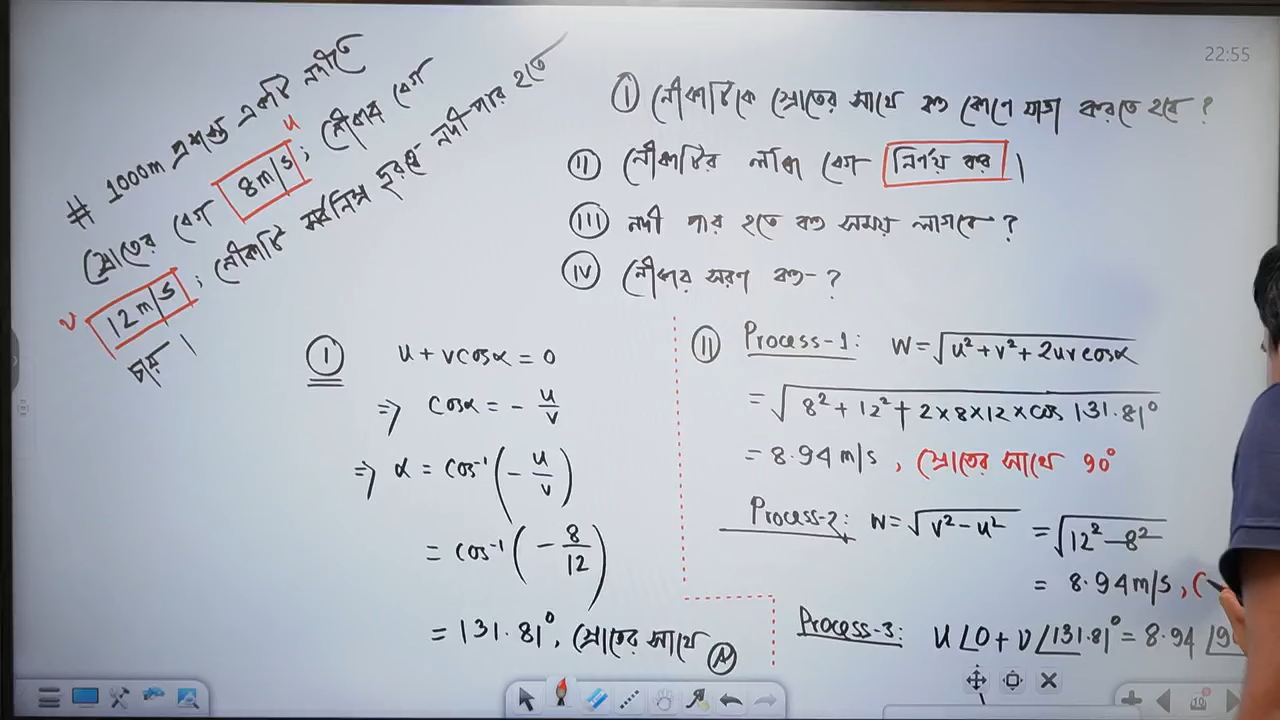 22:55
# 1000m প্রশস্ত একটি নদীতে
স্রোতের বেগ 8m/s ; নৌকার বেগ
u
12m/s ; নৌকাটি সর্বনিম্ন দূরত্বে নদী পার হতে
v
চায় ।
I নৌকাটিকে স্রোতের সাথে কত কোণে যাত্রা করতে হবে ?
II নৌকাটির লব্ধি বেগ নির্ণয় কর ।
III নদী পার হতে কত সময় লাগবে ?
IV নৌকার সরণ কত- ?
I u + vcosα = 0
⇒ cosα = - u/v
⇒ α = cos⁻¹(- u/v)
= cos⁻¹(- 8/12)
= 131.81°, স্রোতের সাথে A
II Process-1: W = √(u² + v² + 2uvcosα)
= √(8² + 12² + 2×8×12×cos 131.81°)
= 8.94 m/s , স্রোতের সাথে 90°
Process-2: W = √(v² - u²) = √(12² - 8²)
= 8.94 m/s , (
Process-3: u∠0 + v∠131.81° = 8.94 ∠9
10